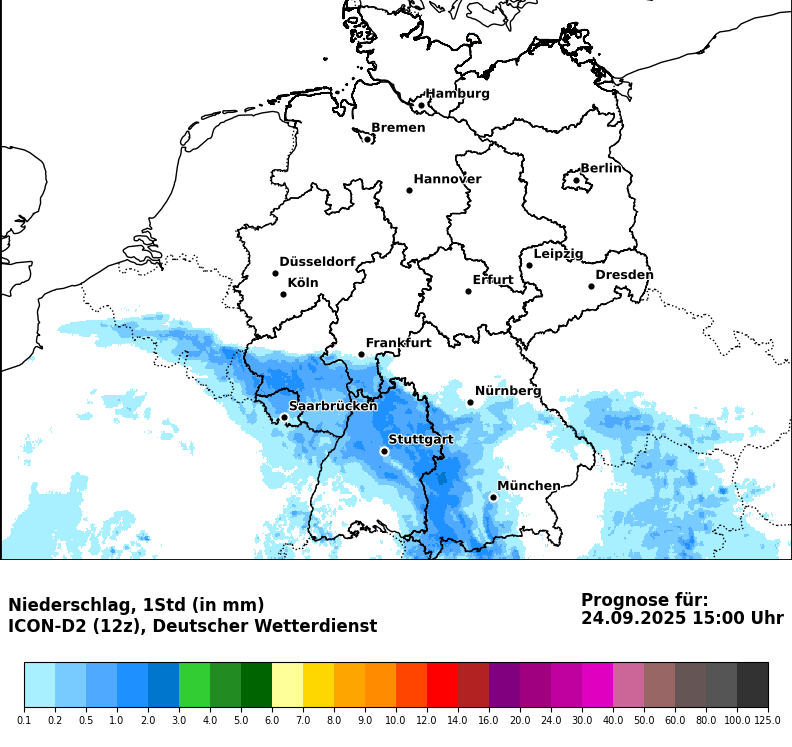 Hamburg
Bremen
Berlin
Hannover
Düsseldorf
Leipzig
Köln
Erfurt
Dresden
Frankfurt
Nürnberg
Saarbrücken
Stuttgart
München
Niederschlag, 1Std (in mm)
ICON-D2 (12z), Deutscher Wetterdienst
Prognose für:
24.09.2025 15:00 Uhr
0.1 0.2 0.5 1.0 2.0 3.0 4.0 5.0 6.0 7.0 8.0 9.0 10.0 12.0 14.0 16.0 20.0 24.0 30.0 40.0 50.0 60.0 80.0 100.0 125.0